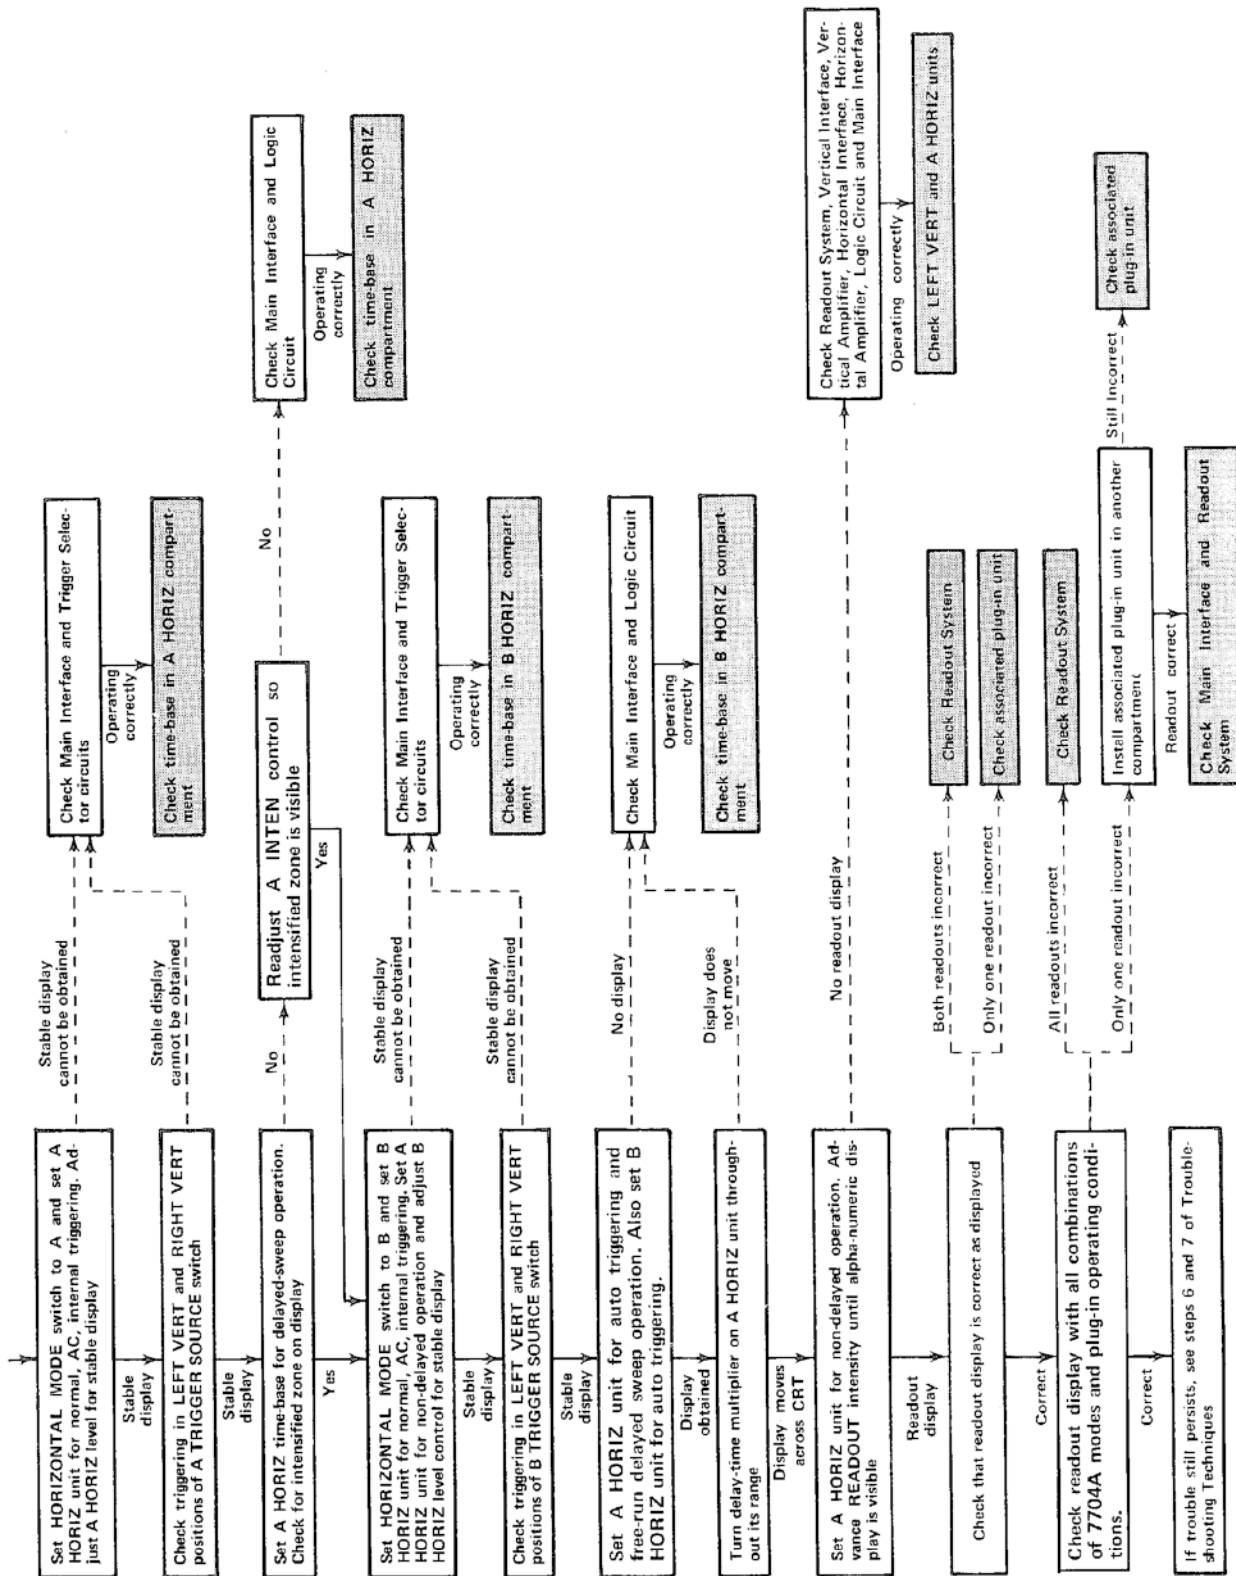 Set HORIZONTAL MODE switch to A and set A
HORIZ unit for normal, AC, internal triggering. Ad-
just A HORIZ level for stable display
Stable display
cannot be obtained
Check Main Interface and Trigger Selec-
tor circuits
Operating
correctly
Check time-base in A HORIZ compart-
ment
Stable
display
Check triggering in LEFT VERT and RIGHT VERT
positions of A TRIGGER SOURCE switch
Stable display
cannot be obtained
Stable
display
Set A HORIZ time-base for delayed-sweep operation.
Check for intensified zone on display
No
Readjust A INTEN control so
intensified zone is visible
No
Check Main Interface and Logic
Circuit
Operating
correctly
Check time-base in A HORIZ
compartment
Yes
Yes
Set HORIZONTAL MODE switch to B and set B
HORIZ unit for normal, AC, internal triggering. Set A
HORIZ unit for non-delayed operation and adjust B
HORIZ level control for stable display
Stable display
cannot be obtained
Check Main Interface and Trigger Selec-
tor circuits
Operating
correctly
Check time-base in B HORIZ compart-
ment
Stable
display
Check triggering in LEFT VERT and RIGHT VERT
positions of B TRIGGER SOURCE switch
Stable display
cannot be obtained
Stable
display
Set A HORIZ unit for auto triggering and
free-run delayed sweep operation. Also set B
HORIZ unit for auto triggering.
No display
Check Main Interface and Logic Circuit
Operating
correctly
Check time-base in B HORIZ compart-
ment
Display
obtained
Turn delay-time multiplier on A HORIZ unit through-
out its range
Display does
not move
Display moves
across CRT
Set A HORIZ unit for non-delayed operation. Ad-
vance READOUT intensity until alpha-numeric dis-
play is visible
No readout display
Check Readout System, Vertical Interface, Ver-
tical Amplifier, Horizontal Interface, Horizon-
tal Amplifier, Logic Circuit and Main Interface
Operating correctly
Check LEFT VERT and A HORIZ units
Readout
display
Check that readout display is correct as displayed
Both readouts incorrect
Check Readout System
Only one readout incorrect
Check associated plug-in unit
Correct
Check readout display with all combinations
of 7704A modes and plug-in operating condi-
tions.
All readouts incorrect
Check Readout System
Only one readout incorrect
Install associated plug-in unit in another
compartment
Still Incorrect
Check associated
plug-in unit
Readout correct
Check Main Interface and Readout
System
Correct
If trouble still persists, see steps 6 and 7 of Trouble-
shooting Techniques